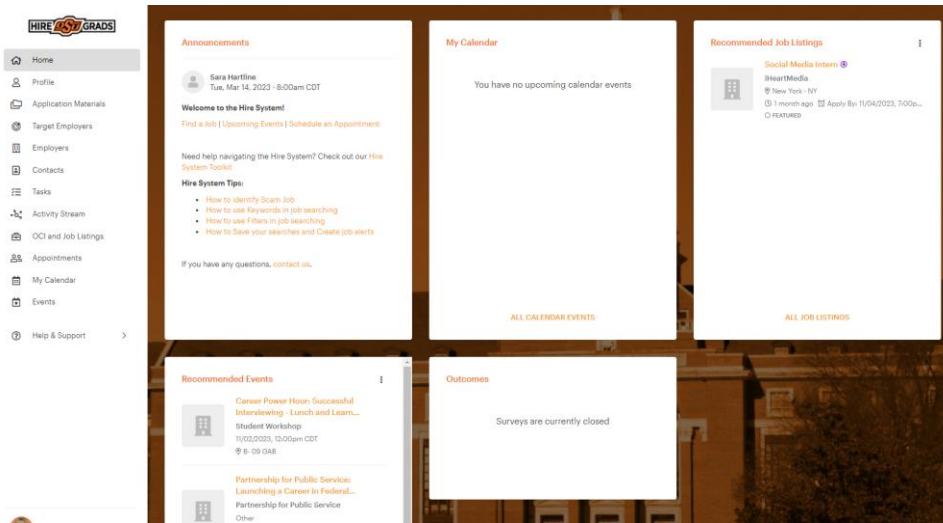 HIRE OSU GRADS
Home
Profile
Application Materials
Target Employers
Employers
Contacts
Tasks
Activity Stream
OCI and Job Listings
Appointments
My Calendar
Events
Help & Support
Announcements
Sara Hartline
Tue, Mar 14, 2023 - 8:00am CDT
Welcome to the Hire System!
Find a Job | Upcoming Events | Schedule an Appointment
Need help navigating the Hire System? Check out our Hire
System Toolkit
Hire System Tips:
How to identify Scam Job
How to use Keywords in job searching
How to use Filters in job searching
How to Save your searches and Create job alerts
If you have any questions, contact us.
My Calendar
You have no upcoming calendar events
ALL CALENDAR EVENTS
Recommended Job Listings
Social Media Intern
iHeartMedia
New York - NY
1 month ago Apply By: 11/04/2023, 7:00p...
FEATURED
ALL JOB LISTINGS
Recommended Events
Career Power Hour: Successful
Interviewing - Lunch and Learn...
Student Workshop
11/02/2023, 12:00pm CDT
B- 09 GAB
Partnership for Public Service:
Launching a Career in Federal...
Partnership for Public Service
Other
Outcomes
Surveys are currently closed